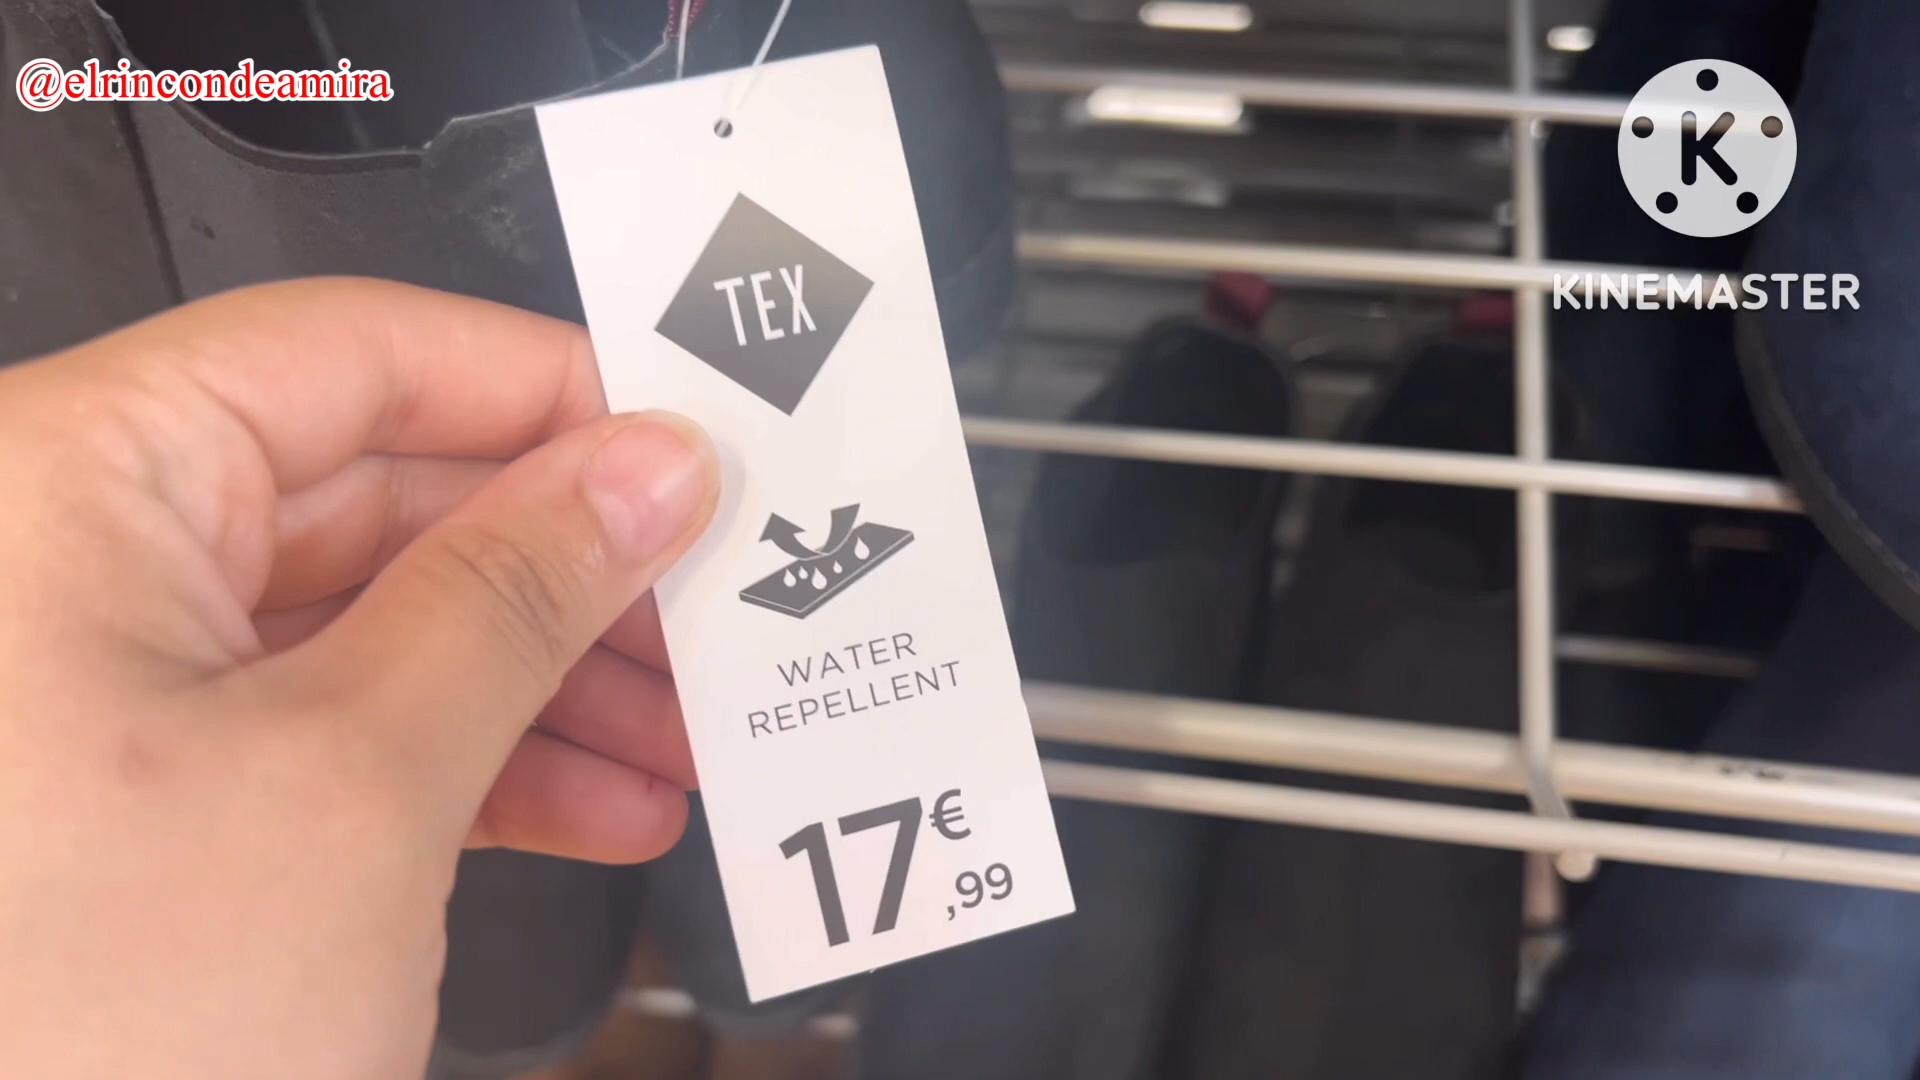 @elrincondeamira
K
KINEMASTER
TEX
WATER
REPELLENT
17€,99